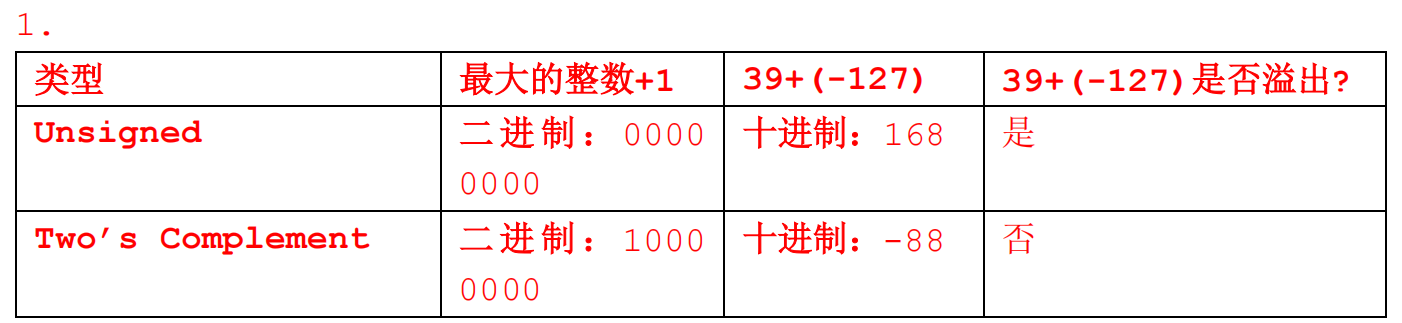 1.
类型 最大的整数+1 39+(-127) 39+(-127)是否溢出?
Unsigned 二进制：0000 十进制：168 是
0000
Two’s Complement 二进制：1000 十进制：-88 否
0000